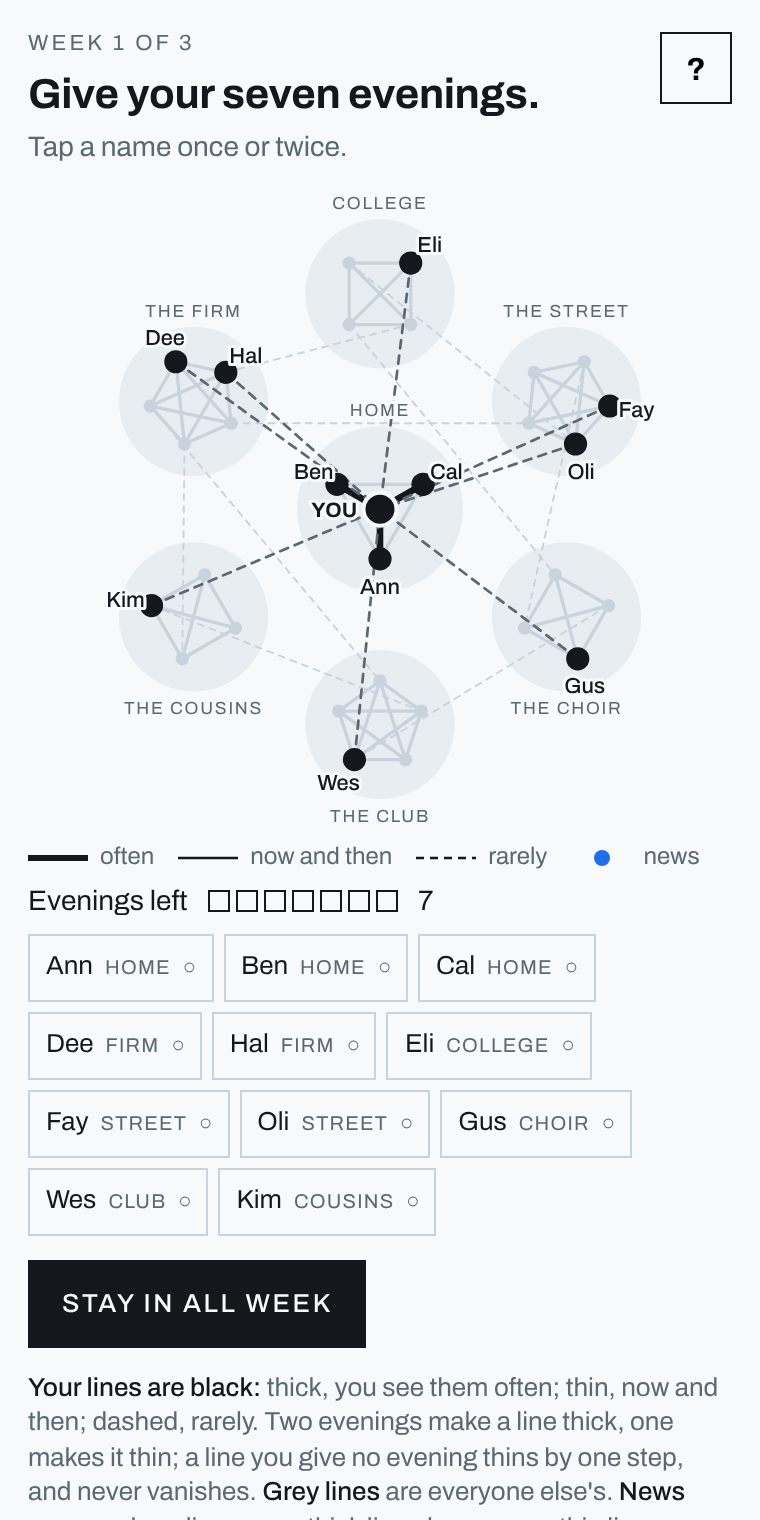 WEEK 1 OF 3
?
Give your seven evenings.
Tap a name once or twice.
COLLEGE
Eli
THE FIRM
THE STREET
Dee
Hal
HOME
Fay
Ben
Cal
Oli
YOU
Ann
Kim
Gus
THE COUSINS
THE CHOIR
Wes
THE CLUB
often now and then rarely news
Evenings left 7
Ann HOME
Ben HOME
Cal HOME
Dee FIRM
Hal FIRM
Eli COLLEGE
Fay STREET
Oli STREET
Gus CHOIR
Wes CLUB
Kim COUSINS
STAY IN ALL WEEK
Your lines are black: thick, you see them often; thin, now and
then; dashed, rarely. Two evenings make a line thick, one
makes it thin; a line you give no evening thins by one step,
and never vanishes. Grey lines are everyone else's. News